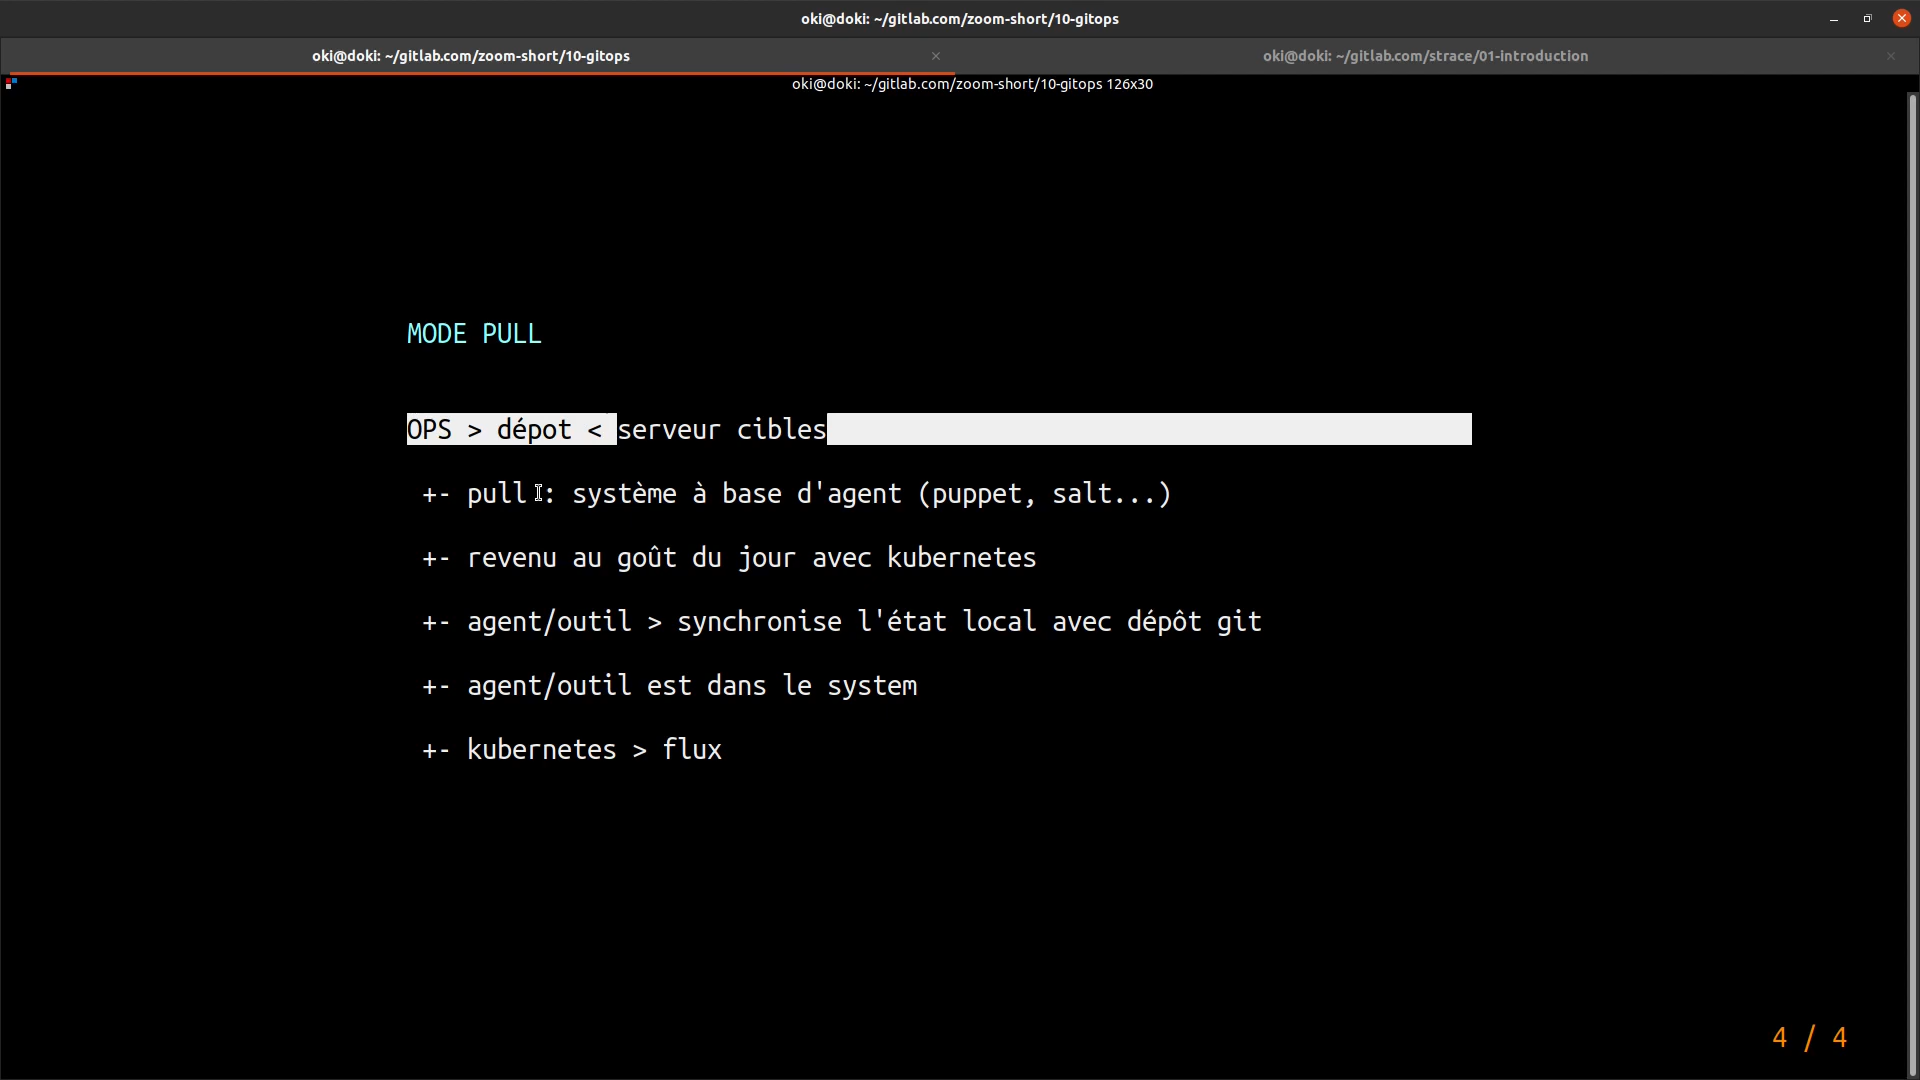 oki@doki: ~/gitlab.com/zoom-short/10-gitops
oki@doki: ~/gitlab.com/zoom-short/10-gitops
oki@doki: ~/gitlab.com/strace/01-introduction
oki@doki: ~/gitlab.com/zoom-short/10-gitops 126x30
MODE PULL
OPS > dépot < serveur cibles
+- pull : système à base d'agent (puppet, salt...)
+- revenu au goût du jour avec kubernetes
+- agent/outil > synchronise l'état local avec dépôt git
+- agent/outil est dans le system
+- kubernetes > flux
4 / 4